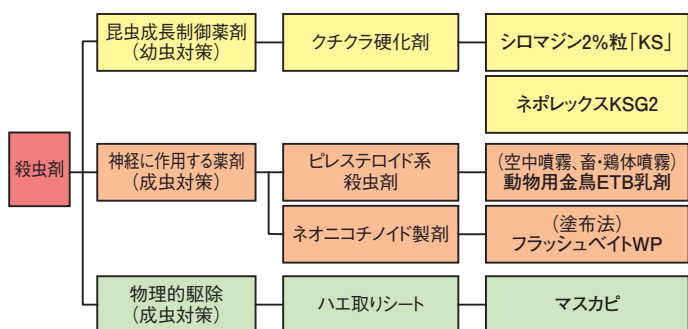 殺虫剤
昆虫成長制御薬剤
(幼虫対策)
クチクラ硬化剤
シロマジン2%粒「KS」
ネポレックスKSG2
神経に作用する薬剤
(成虫対策)
ピレステロイド系
殺虫剤
(空中噴霧、畜・鶏体噴霧)
動物用金鳥ETB乳剤
ネオニコチノイド製剤
(塗布法)
フラッシュベイトWP
物理的駆除
(成虫対策)
ハエ取りシート
マスカピ